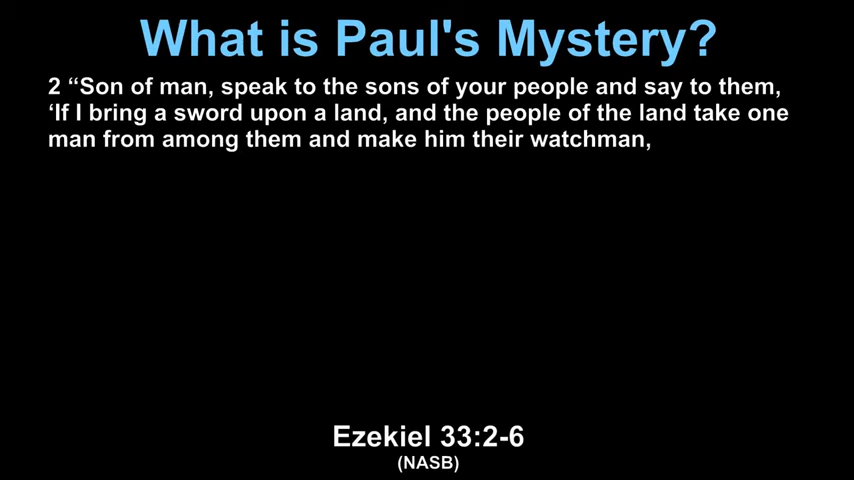 What is Paul's Mystery?
2 “Son of man, speak to the sons of your people and say to them,
‘If I bring a sword upon a land, and the people of the land take one
man from among them and make him their watchman,
Ezekiel 33:2-6
(NASB)